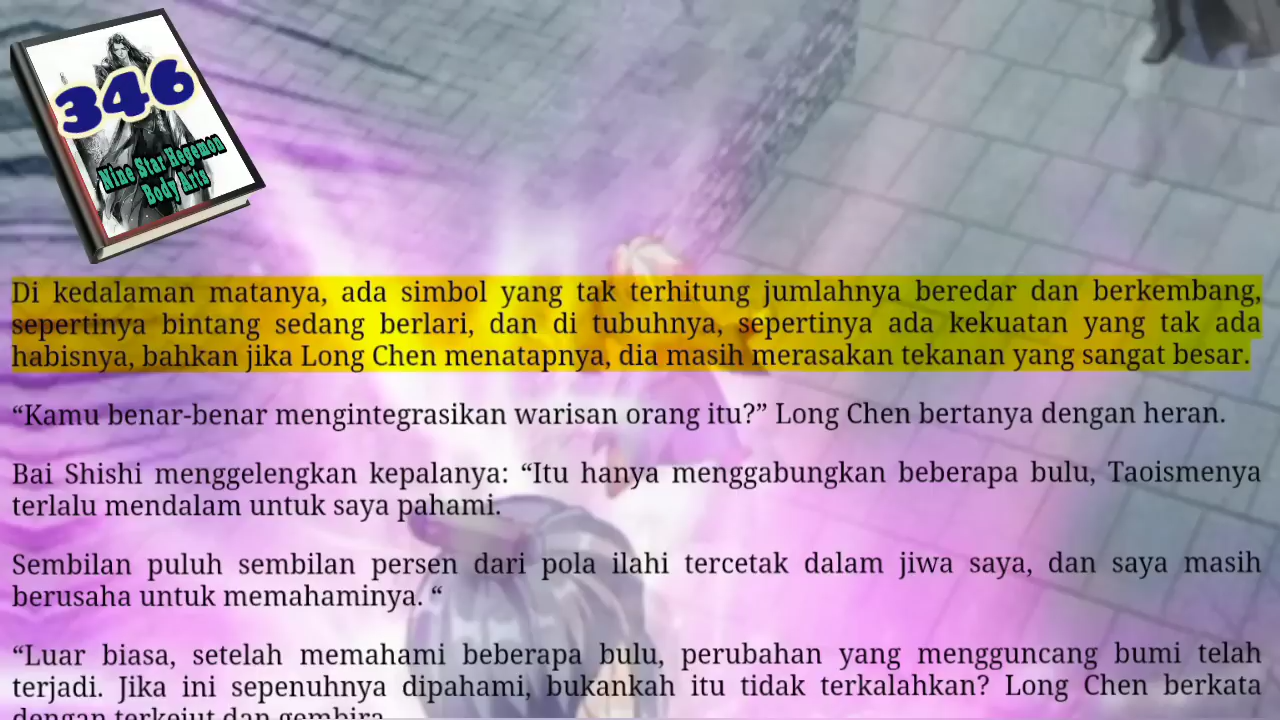 346
Nine Star Hegemon
Body Arts
Di kedalaman matanya, ada simbol yang tak terhitung jumlahnya beredar dan berkembang,
sepertinya bintang sedang berlari, dan di tubuhnya, sepertinya ada kekuatan yang tak ada
habisnya, bahkan jika Long Chen menatapnya, dia masih merasakan tekanan yang sangat besar.
“Kamu benar-benar mengintegrasikan warisan orang itu?” Long Chen bertanya dengan heran.
Bai Shishi menggelengkan kepalanya: “Itu hanya menggabungkan beberapa bulu, Taoismenya
terlalu mendalam untuk saya pahami.
Sembilan puluh sembilan persen dari pola ilahi tercetak dalam jiwa saya, dan saya masih
berusaha untuk memahaminya. “
“Luar biasa, setelah memahami beberapa bulu, perubahan yang mengguncang bumi telah
terjadi. Jika ini sepenuhnya dipahami, bukankah itu tidak terkalahkan? Long Chen berkata
dengan terkejut dan gembira.